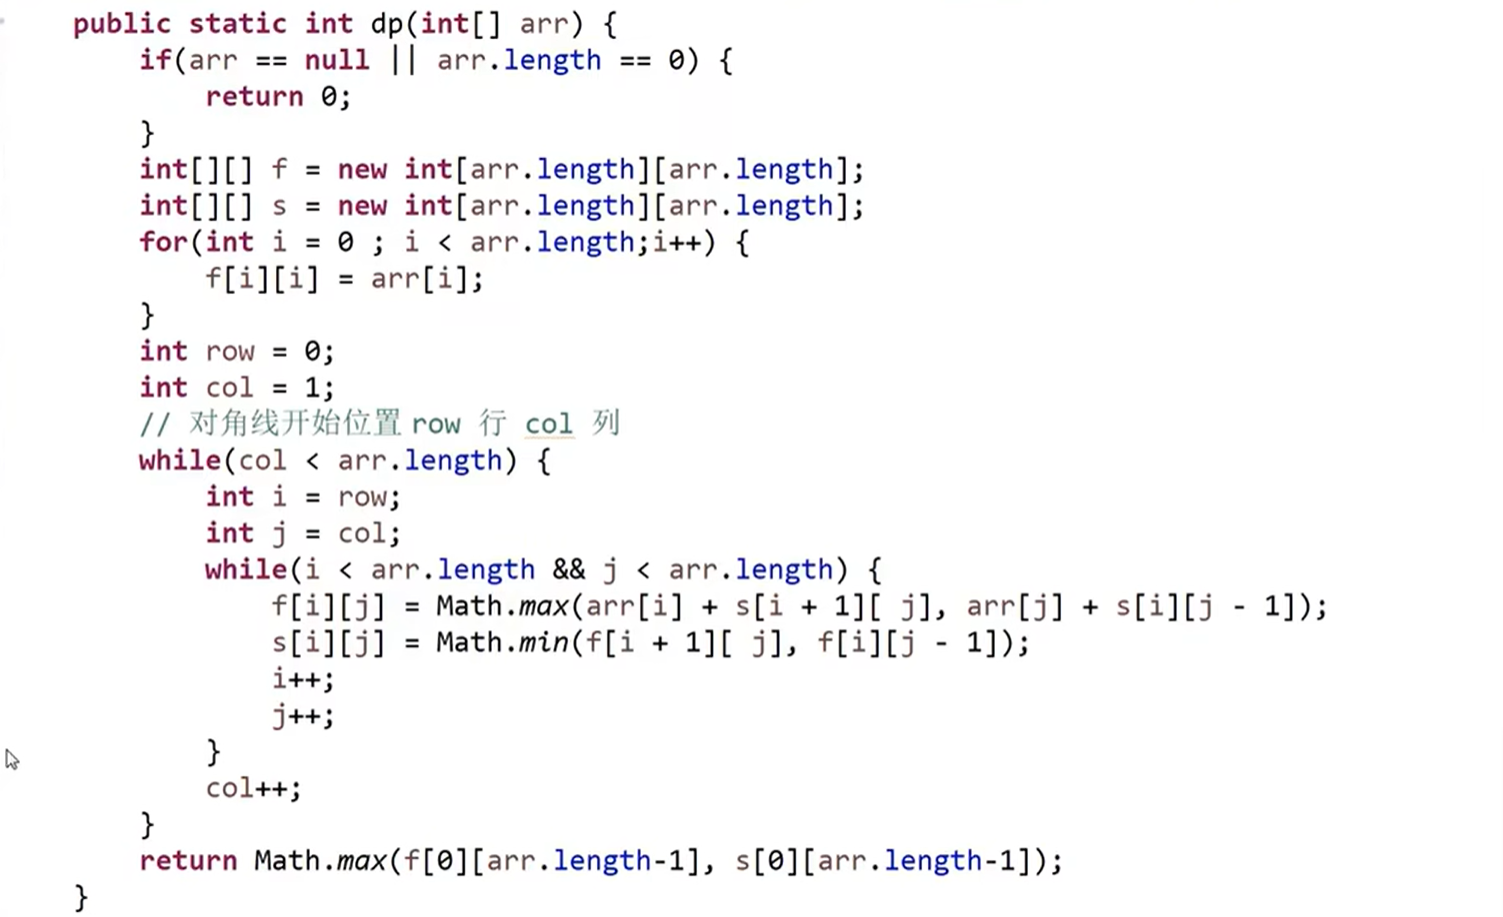 public static int dp(int[] arr) {
if(arr == null || arr.length == 0) {
return 0;
}
int[][] f = new int[arr.length][arr.length];
int[][] s = new int[arr.length][arr.length];
for(int i = 0 ; i < arr.length;i++) {
f[i][i] = arr[i];
}
int row = 0;
int col = 1;
// 对角线开始位置 row 行 col 列
while(col < arr.length) {
int i = row;
int j = col;
while(i < arr.length && j < arr.length) {
f[i][j] = Math.max(arr[i] + s[i + 1][ j], arr[j] + s[i][j - 1]);
s[i][j] = Math.min(f[i + 1][ j], f[i][j - 1]);
i++;
j++;
}
col++;
}
return Math.max(f[0][arr.length-1], s[0][arr.length-1]);
}